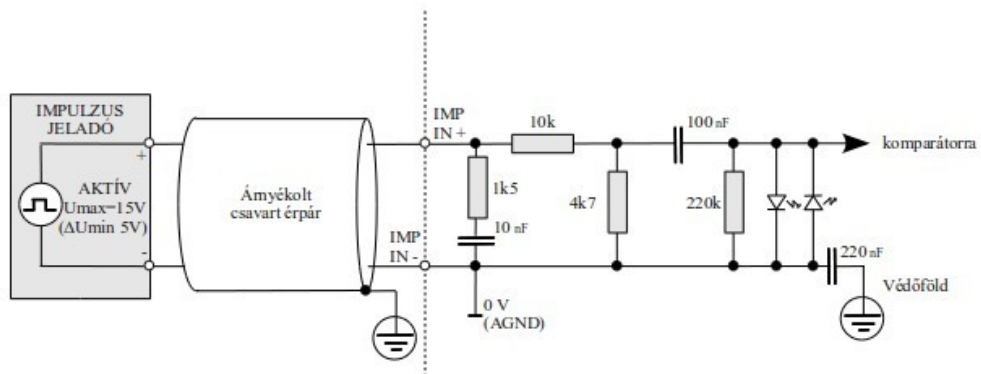 IMPULZUS
JELADÓ
+
AKTÍV
Umax=15V
(ΔUmin 5V)
-
Árnyékolt
csavart érpár
IMP
IN +
IMP
IN -
1k5
10 nF
0 V
(AGND)
10k
4k7
100 nF
220k
220 nF
komparátorra
Védőföld